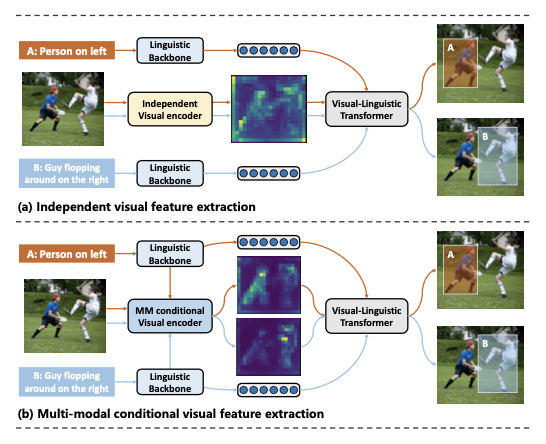 A: Person on left
Linguistic
Backbone
A
Independent
Visual encoder
Visual-Linguistic
Transformer
B
B: Guy flopping
around on the right
Linguistic
Backbone
(a) Independent visual feature extraction
A: Person on left
Linguistic
Backbone
A
MM conditional
Visual encoder
Visual-Linguistic
Transformer
B
B: Guy flopping
around on the right
Linguistic
Backbone
(b) Multi-modal conditional visual feature extraction